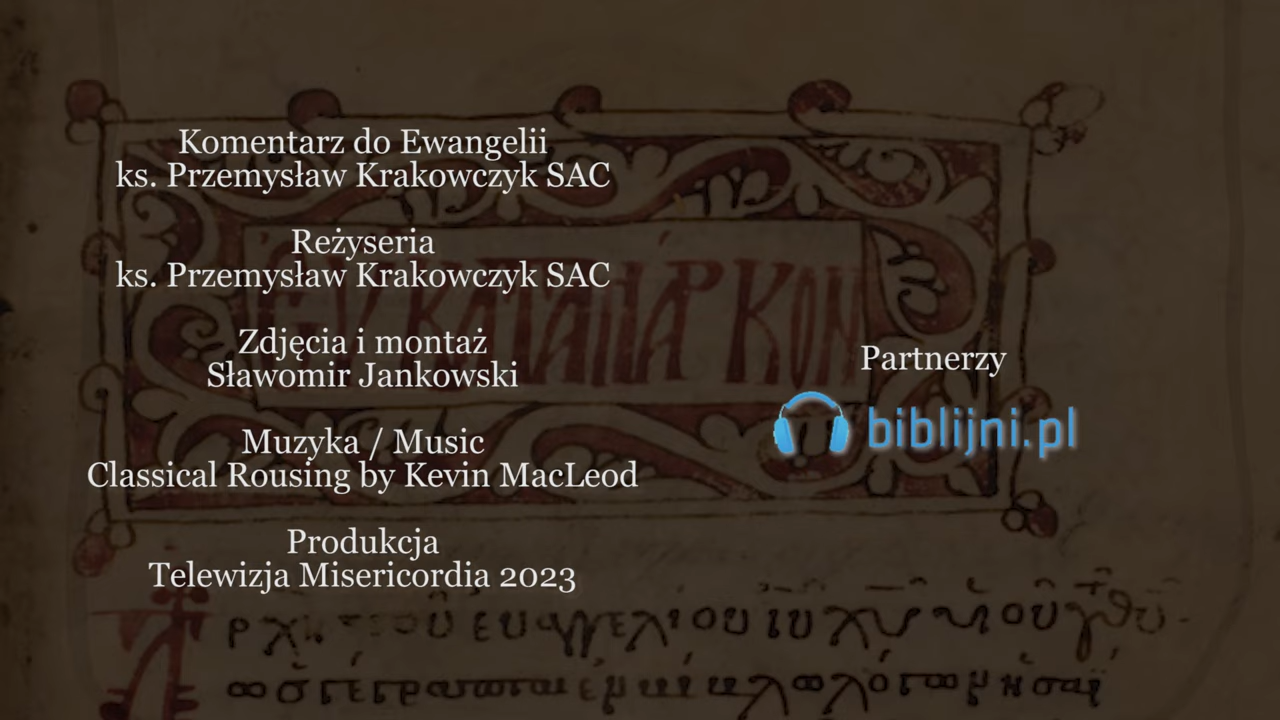 Komentarz do Ewangelii
ks. Przemysław Krakowczyk SAC
Reżyseria
ks. Przemysław Krakowczyk SAC
Zdjęcia i montaż
Sławomir Jankowski
Muzyka / Music
Classical Rousing by Kevin MacLeod
Produkcja
Telewizja Misericordia 2023
Partnerzy
biblijni.pl